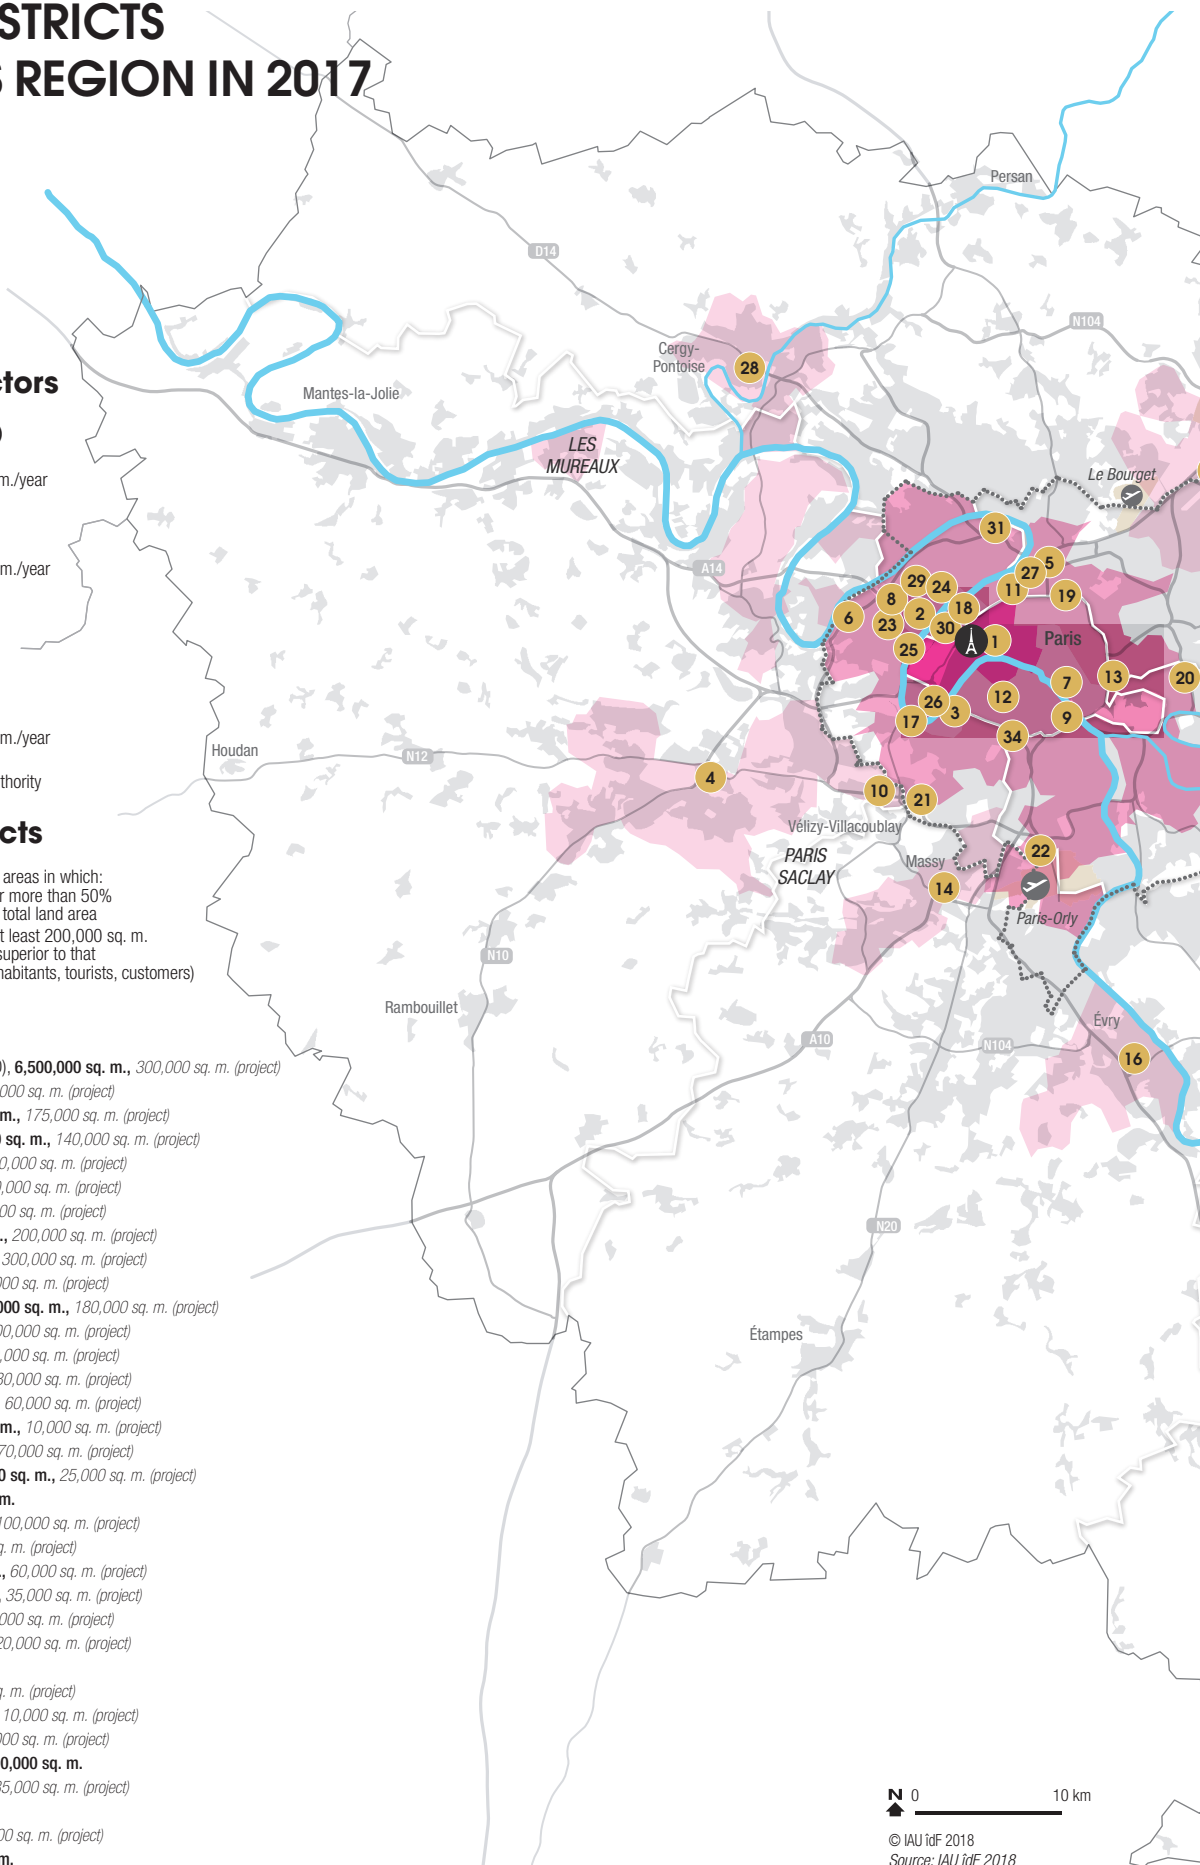 STRICTS
S REGION IN 2017
Persan
D14
N104
Cergy-
Pontoise
28
ctors
Mantes-la-Jolie
)
LES
MUREAUX
Le Bourget
m./year
31
5
27
A14
29
24
11
19
m./year
8
2
18
6
23
30
1
Paris
25
7
13
20
26
12
3
9
17
34
m./year
Houdan
N12
4
10
21
thority
Vélizy-Villacoublay
cts
PARIS
SACLAY
Massy
22
14
Paris-Orly
areas in which:
r more than 50%
total land area
t least 200,000 sq. m.
superior to that
habitants, tourists, customers)
N10
Rambouillet
Évry
A10
N104
16
), 6,500,000 sq. m., 300,000 sq. m. (project)
000 sq. m. (project)
m., 175,000 sq. m. (project)
) sq. m., 140,000 sq. m. (project)
0,000 sq. m. (project)
0,000 sq. m. (project)
00 sq. m. (project)
., 200,000 sq. m. (project)
300,000 sq. m. (project)
000 sq. m. (project)
000 sq. m., 180,000 sq. m. (project)
00,000 sq. m. (project)
,000 sq. m. (project)
30,000 sq. m. (project)
60,000 sq. m. (project)
m., 10,000 sq. m. (project)
70,000 sq. m. (project)
0 sq. m., 25,000 sq. m. (project)
m.
100,000 sq. m. (project)
q. m. (project)
., 60,000 sq. m. (project)
, 35,000 sq. m. (project)
000 sq. m. (project)
20,000 sq. m. (project)
q. m. (project)
10,000 sq. m. (project)
000 sq. m. (project)
0,000 sq. m.
35,000 sq. m. (project)
00 sq. m. (project)
m.
N20
Étampes
N 0 10 km
© IAU îdF 2018
Source: IAU îdF 2018